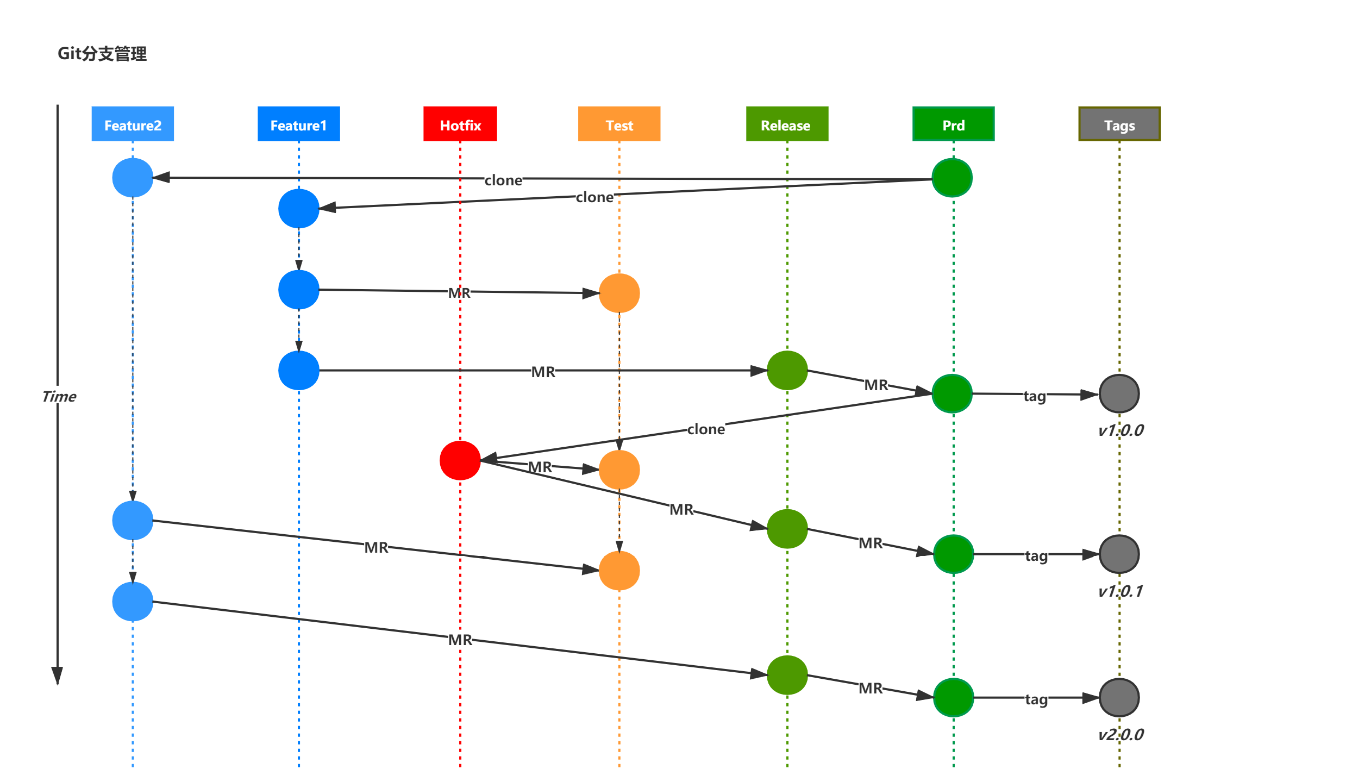 Git分支管理
Feature2
Feature1
Hotfix
Test
Release
Prd
Tags
clone
clone
MR
MR
MR
Time
tag
clone
v1.0.0
MR
MR
MR
MR
tag
v1.0.1
MR
MR
tag
v2.0.0